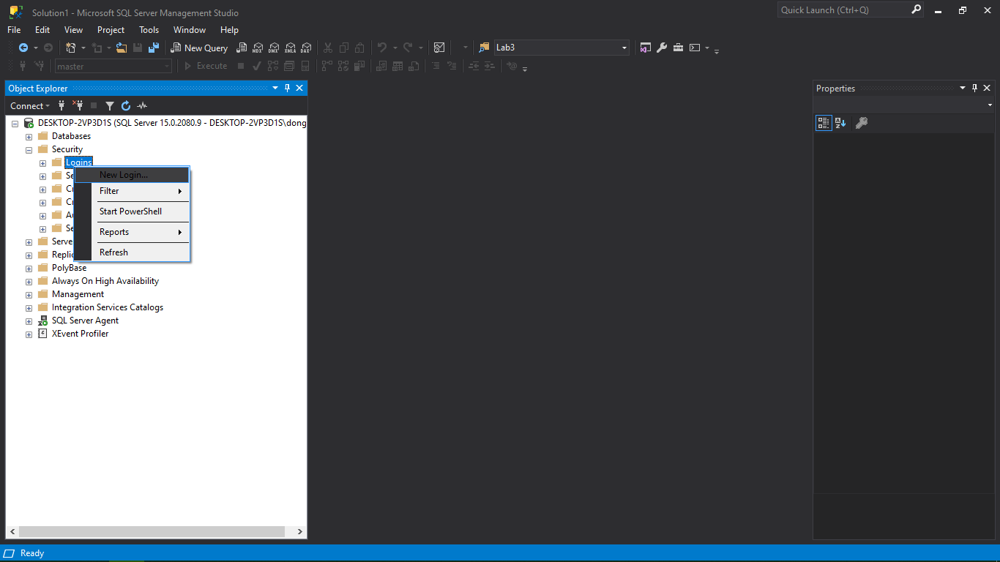 Solution1 - Microsoft SQL Server Management Studio
Quick Launch (Ctrl+Q)
File Edit View Project Tools Window Help
New Query MDX DMX XMLA DAX Lab3
master Execute
Object Explorer
Properties
Connect
DESKTOP-2VP3D1S (SQL Server 15.0.2080.9 - DESKTOP-2VP3D1S\dong
Databases
Security
Logins
Se
New Login...
Cr
Filter
Cr
Au
Start PowerShell
Se
Reports
Serve
Replic
Refresh
PolyBase
Always On High Availability
Management
Integration Services Catalogs
SQL Server Agent
XEvent Profiler
Ready